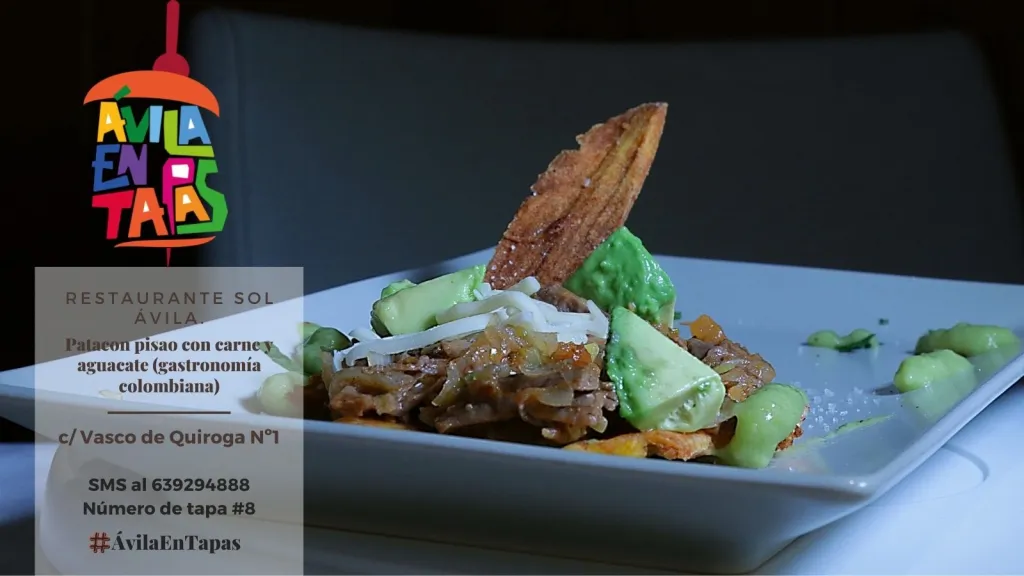 ÁVILA
EN
TAPAS
RESTAURANTE SOL
ÁVILA.
Patacon pisao con carne y
aguacate (gastronomía
colombiana)
c/ Vasco de Quiroga Nº1
SMS al 639294888
Número de tapa #8
#ÁvilaEnTapas